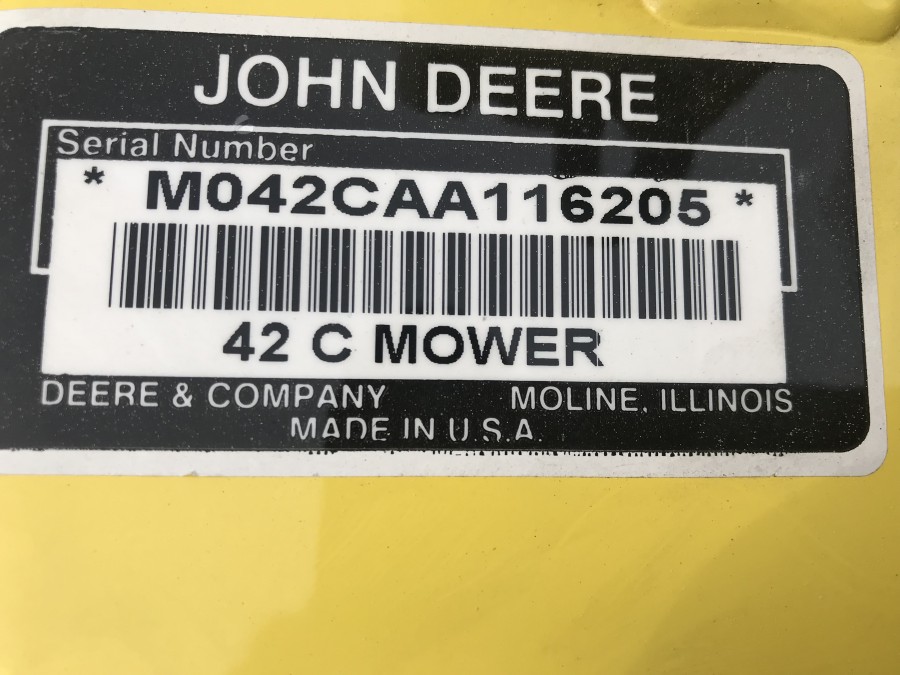 JOHN DEERE
Serial Number
* M042CAA116205 *
42 C MOWER
DEERE & COMPANY MOLINE, ILLINOIS
MADE IN U.S.A.